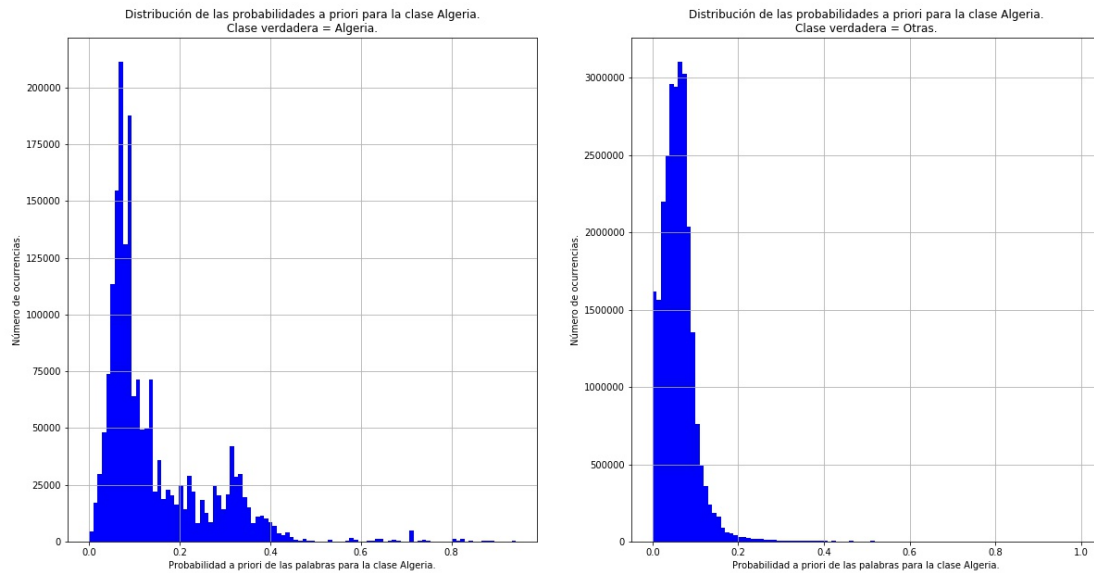 Distribución de las probabilidades a priori para la clase Algeria.
Clase verdadera = Algeria.
200000
175000
150000
125000
100000
75000
50000
25000
0
Número de ocurrencias.
0.0 0.2 0.4 0.6 0.8
Probabilidad a priori de las palabras para la clase Algeria.
Distribución de las probabilidades a priori para la clase Algeria.
Clase verdadera = Otras.
3000000
2500000
2000000
1500000
1000000
500000
0
Número de ocurrencias.
0.0 0.2 0.4 0.6 0.8 1.0
Probabilidad a priori de las palabras para la clase Algeria.